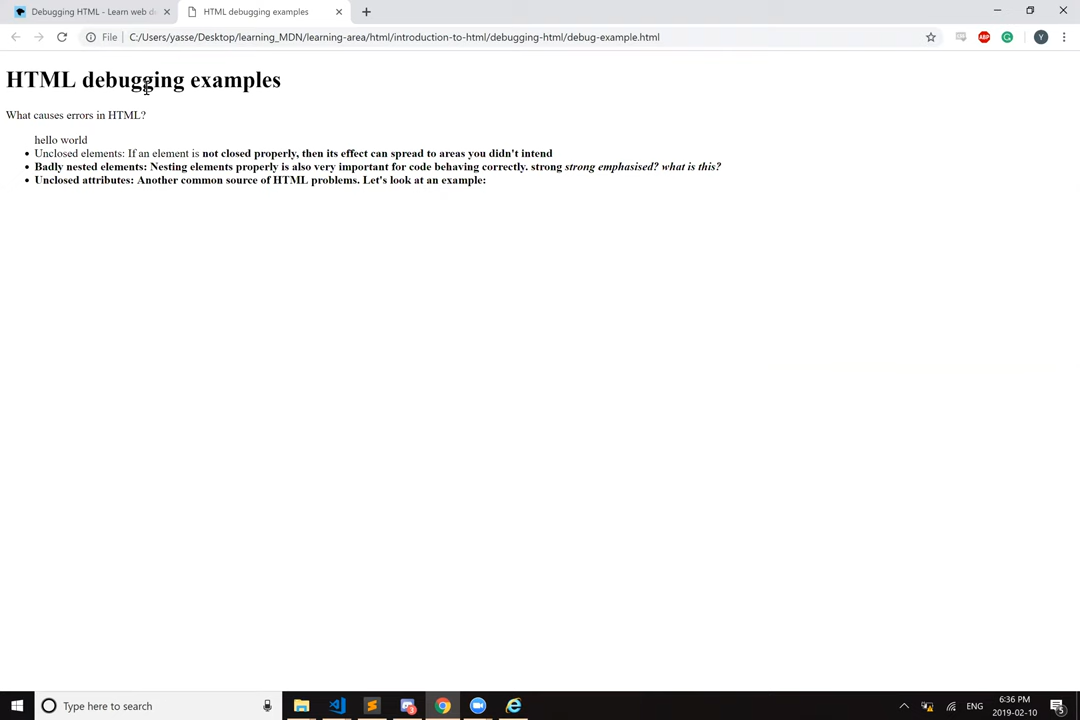 Debugging HTML - Learn web de
HTML debugging examples
File
C:/Users/yasse/Desktop/learning_MDN/learning-area/html/introduction-to-html/debugging-html/debug-example.html
ABP
Y
HTML debugging examples
What causes errors in HTML?
hello world
Unclosed elements: If an element is not closed properly, then its effect can spread to areas you didn't intend
Badly nested elements: Nesting elements properly is also very important for code behaving correctly. strong strong emphasised? what is this?
Unclosed attributes: Another common source of HTML problems. Let's look at an example:
Type here to search
3
ENG
6:36 PM
2019-02-10
5